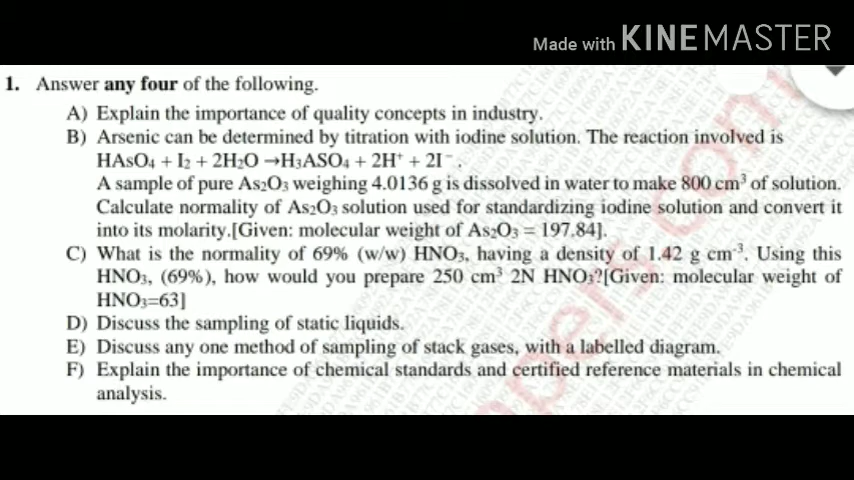 Made with KINEMASTER
1. Answer any four of the following.
A) Explain the importance of quality concepts in industry.
B) Arsenic can be determined by titration with iodine solution. The reaction involved is
HAsO₄ + I₂ + 2H₂O →H₃ASO₄ + 2H⁺ + 2I⁻.
A sample of pure As₂O₃ weighing 4.0136 g is dissolved in water to make 800 cm³ of solution.
Calculate normality of As₂O₃ solution used for standardizing iodine solution and convert it
into its molarity.[Given: molecular weight of As₂O₃ = 197.84].
C) What is the normality of 69% (w/w) HNO₃, having a density of 1.42 g cm⁻³. Using this
HNO₃, (69%), how would you prepare 250 cm³ 2N HNO₃?[Given: molecular weight of
HNO₃=63]
D) Discuss the sampling of static liquids.
E) Discuss any one method of sampling of stack gases, with a labelled diagram.
F) Explain the importance of chemical standards and certified reference materials in chemical
analysis.